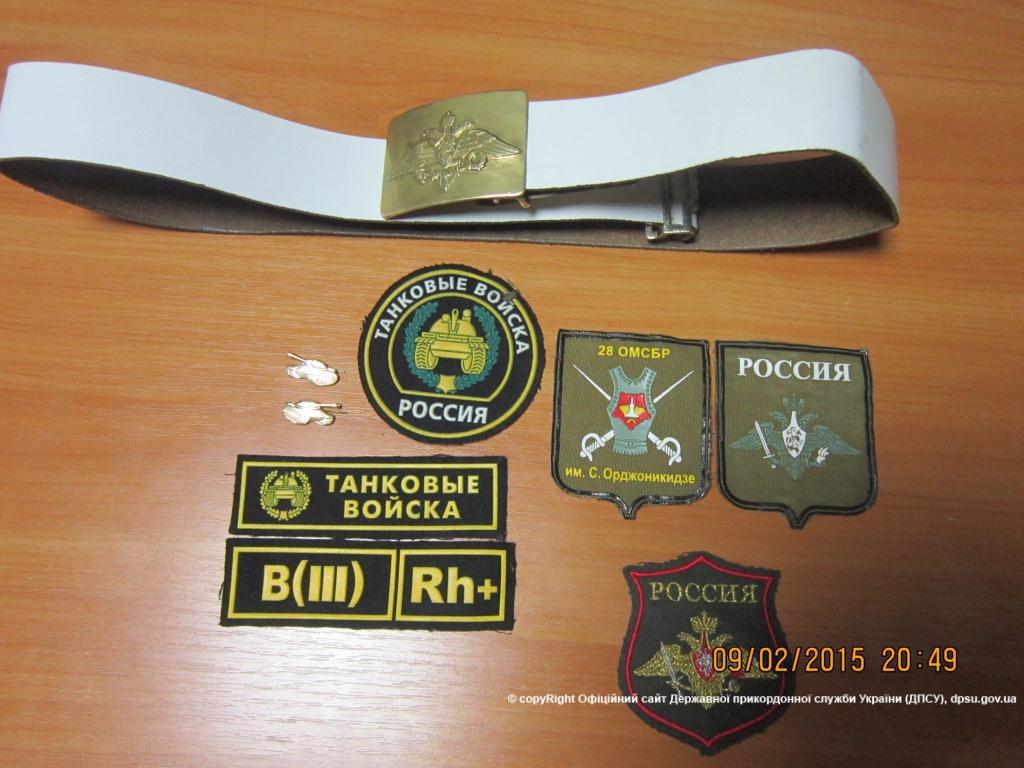 ТАНКОВЫЕ ВОЙСКА
РОССИЯ
28 ОМСБР
им. С. Орджоникидзе
РОССИЯ
ТАНКОВЫЕ
ВОЙСКА
B(III) Rh+
РОССИЯ
09/02/2015 20:49
© copyRight Офіційний сайт Державної прикордонної служби України (ДПСУ), dpsu.gov.ua